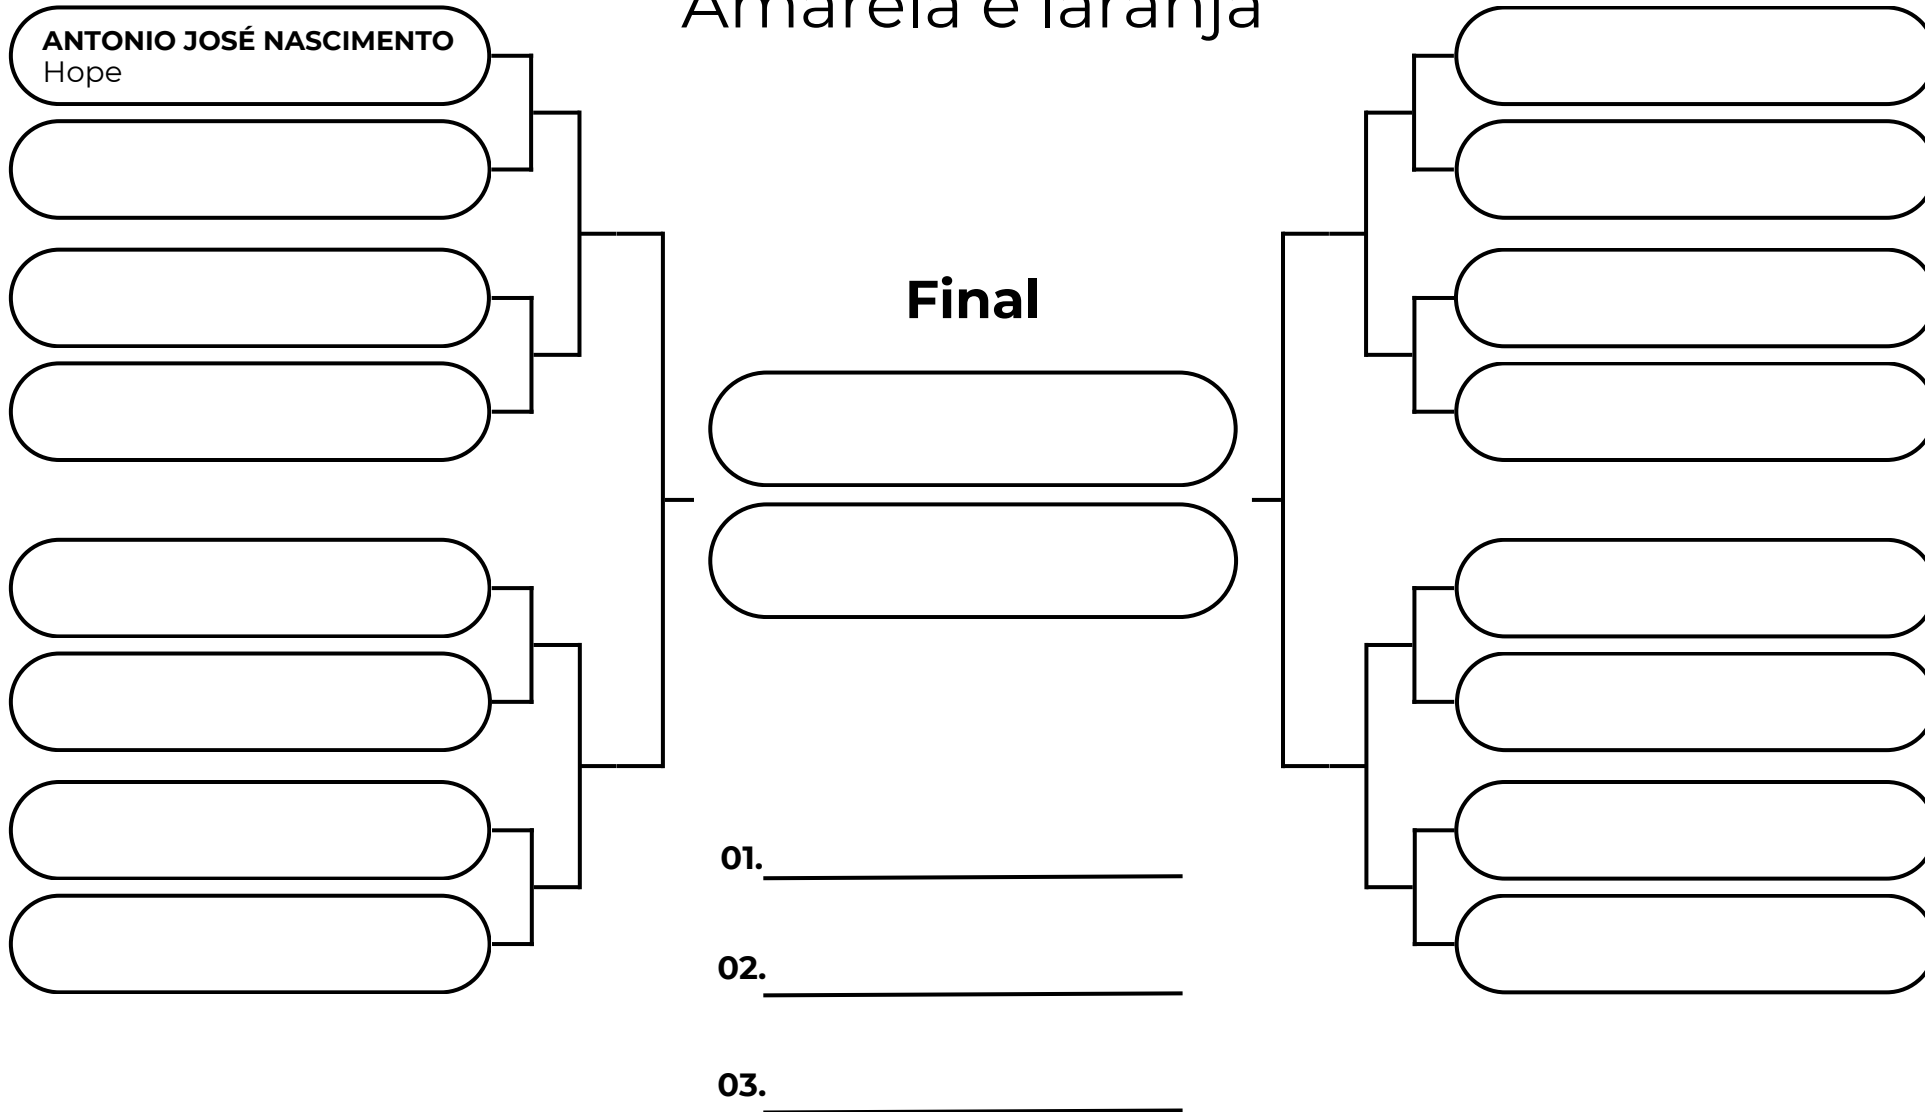 Amarela e laranja
ANTONIO JOSÉ NASCIMENTO
Hope
Final
01.
02.
03.